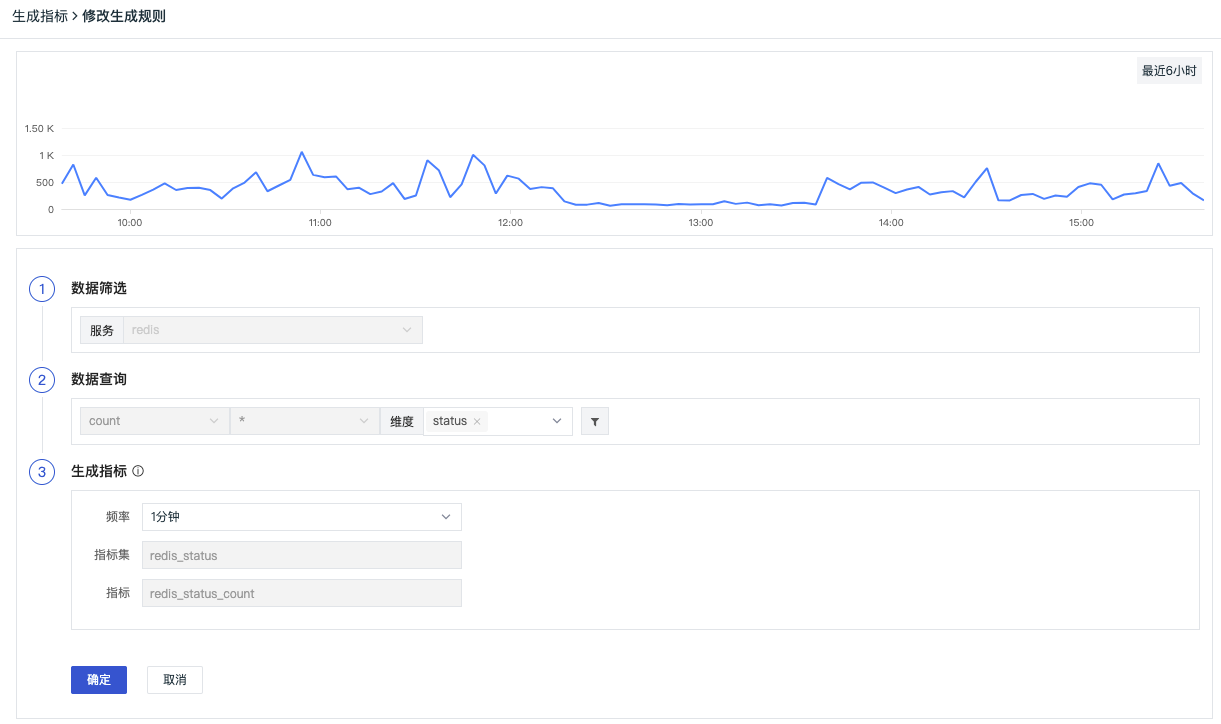 生成指标 > 修改生成规则
最近6小时
1.50 K
1 K
500
0
10:00 11:00 12:00 13:00 14:00 15:00
1 数据筛选
服务 redis
2 数据查询
count * 维度 status ×
3 生成指标
频率 1分钟
指标集 redis_status
指标 redis_status_count
确定 取消